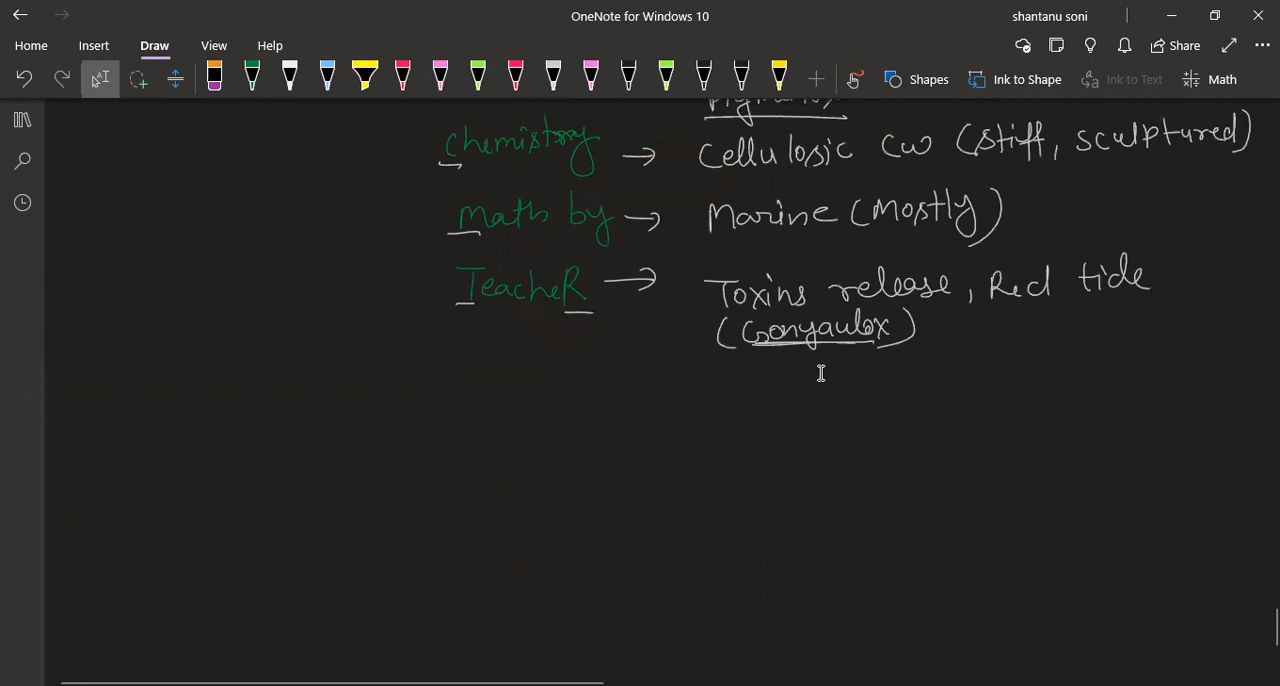 OneNote for Windows 10
shantanu soni
Home Insert Draw View Help
Share
Shapes Ink to Shape Ink to Text Math
Pigments
chemistry → Cellulosic CW (stiff, sculptured)
math by → Marine (Mostly)
TeacheR → Toxins release, Red tide
(Gonyaulax)